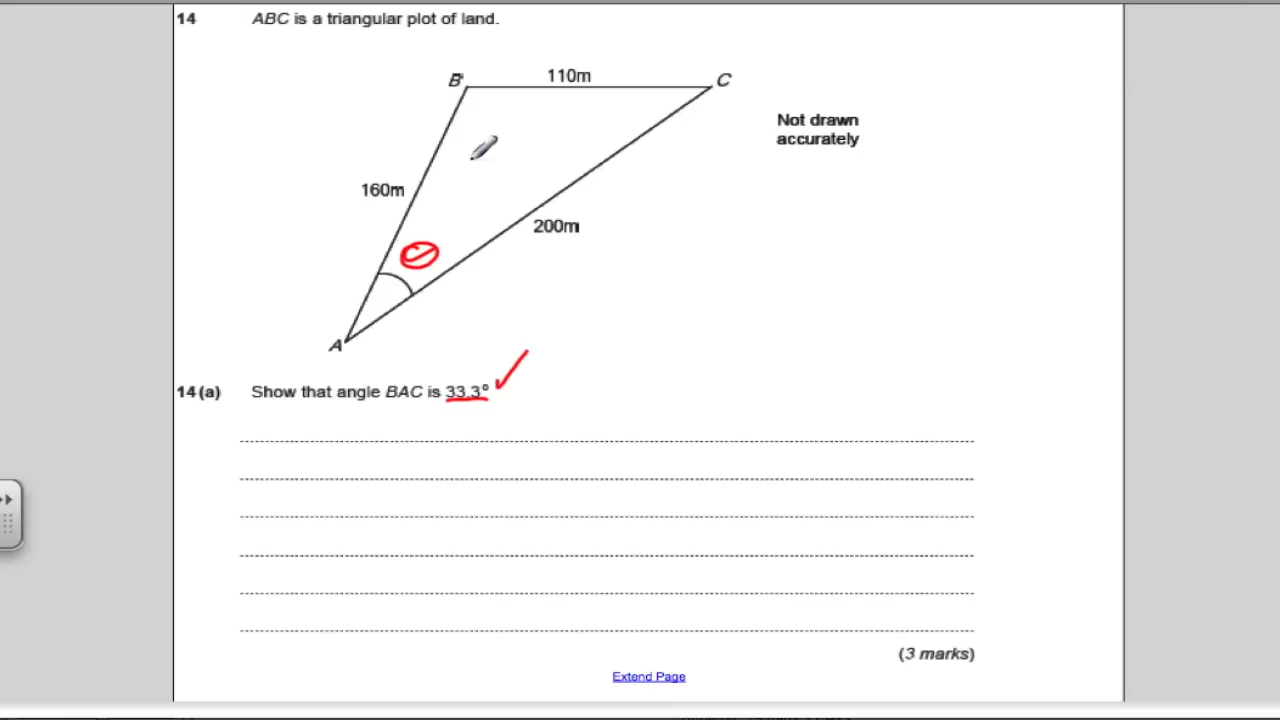 14 ABC is a triangular plot of land.
B 110m C
Not drawn
accurately
160m
200m
A
14 (a) Show that angle BAC is 33.3°
(3 marks)
Extend Page